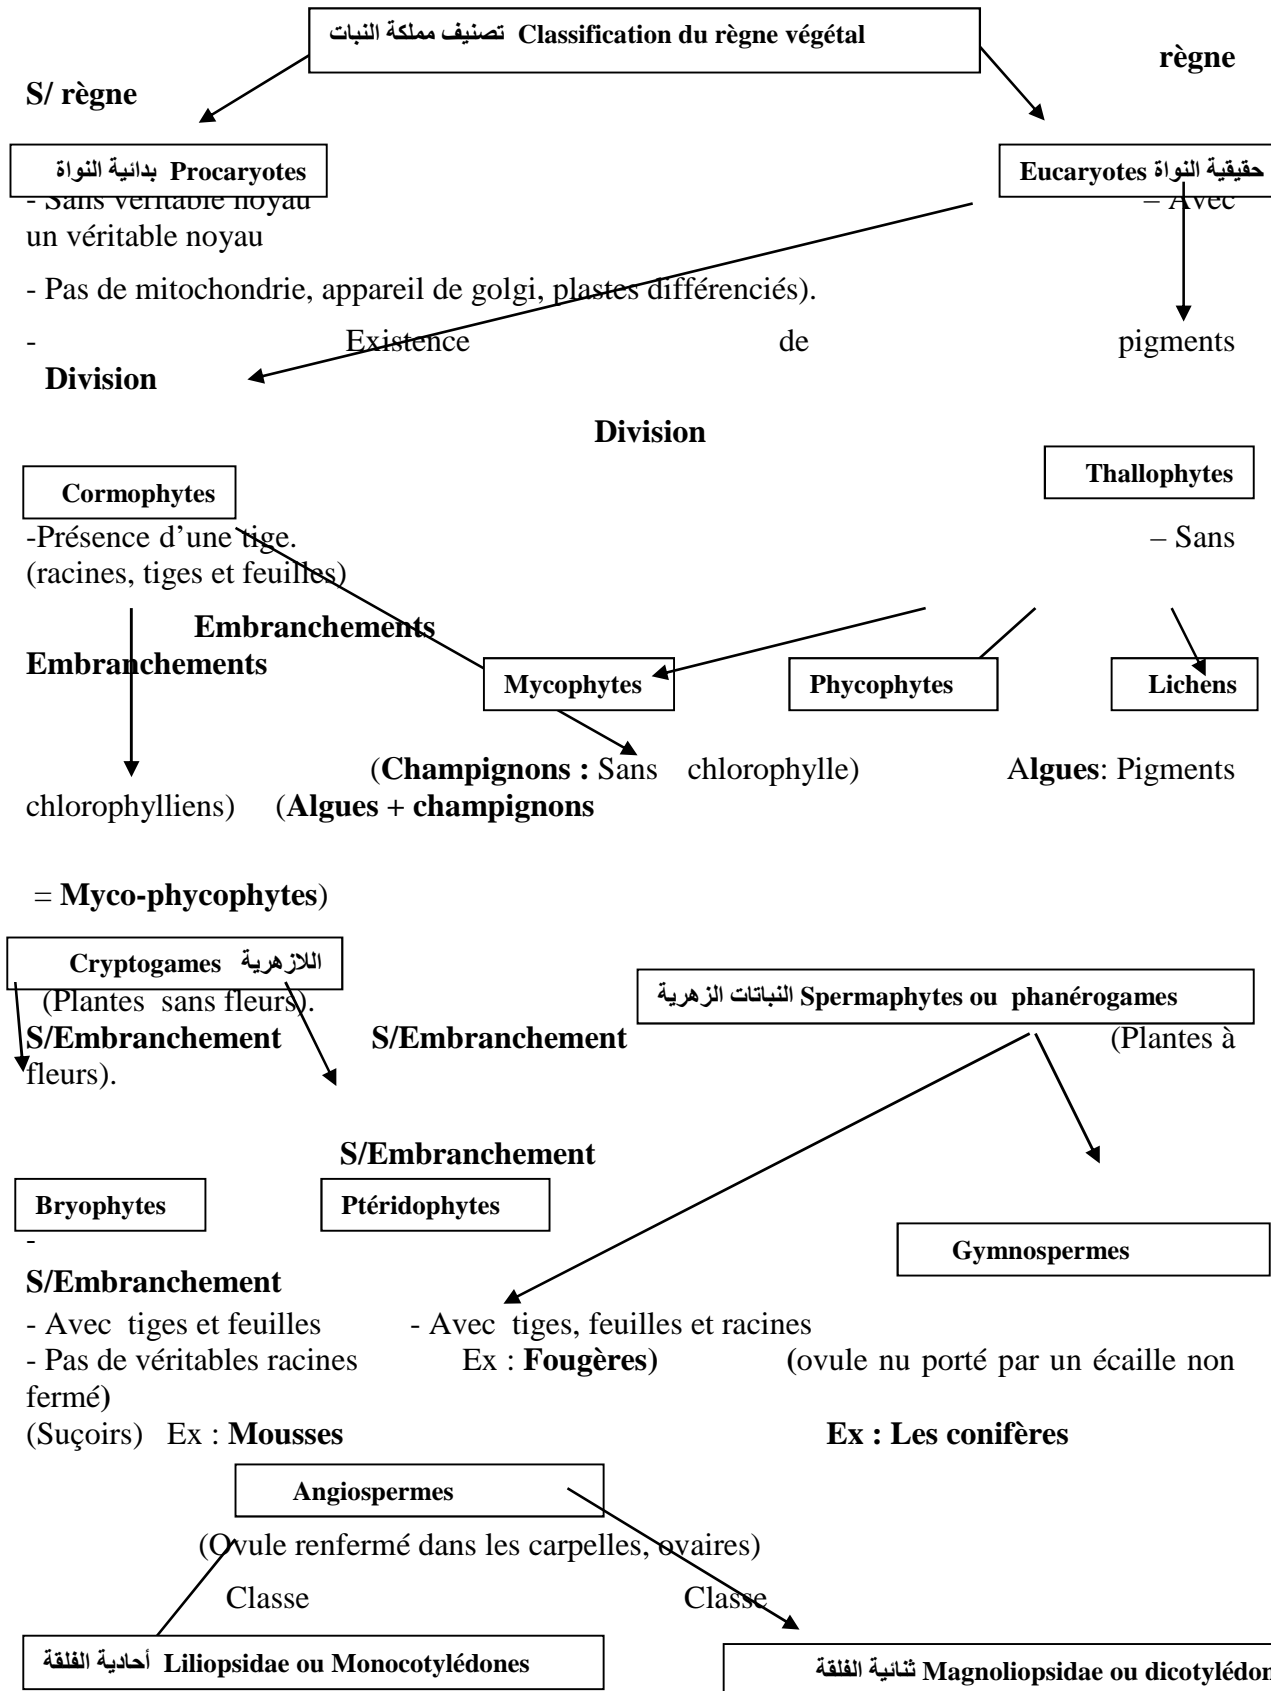 تصنيف مملكة النبات Classification du règne végétal
règne
S/ règne
بدائية النواة Procaryotes
Eucaryotes حقيقية النواة
- Sans véritable noyau – Avec
un véritable noyau
- Pas de mitochondrie, appareil de golgi, plastes différenciés).
- Existence de pigments
Division
Division
Thallophytes
Cormophytes
-Présence d’une tige. – Sans
(racines, tiges et feuilles)
Embranchements
Embranchements
Mycophytes Phycophytes Lichens
(Champignons : Sans chlorophylle) Algues: Pigments
chlorophylliens) (Algues + champignons
= Myco-phycophytes)
Cryptogames اللازهرية
النباتات الزهرية Spermaphytes ou phanérogames
(Plantes sans fleurs).
S/Embranchement S/Embranchement (Plantes à
fleurs).
S/Embranchement
Bryophytes Ptéridophytes
-
Gymnospermes
S/Embranchement
- Avec tiges et feuilles - Avec tiges, feuilles et racines
- Pas de véritables racines Ex : Fougères) (ovule nu porté par un écaille non
fermé)
(Suçoirs) Ex : Mousses Ex : Les conifères
Angiospermes
(Ovule renfermé dans les carpelles, ovaires)
Classe Classe
أحادية الفلقة Liliopsidae ou Monocotylédones
ثنائية الفلقة Magnoliopsidae ou dicotylédon